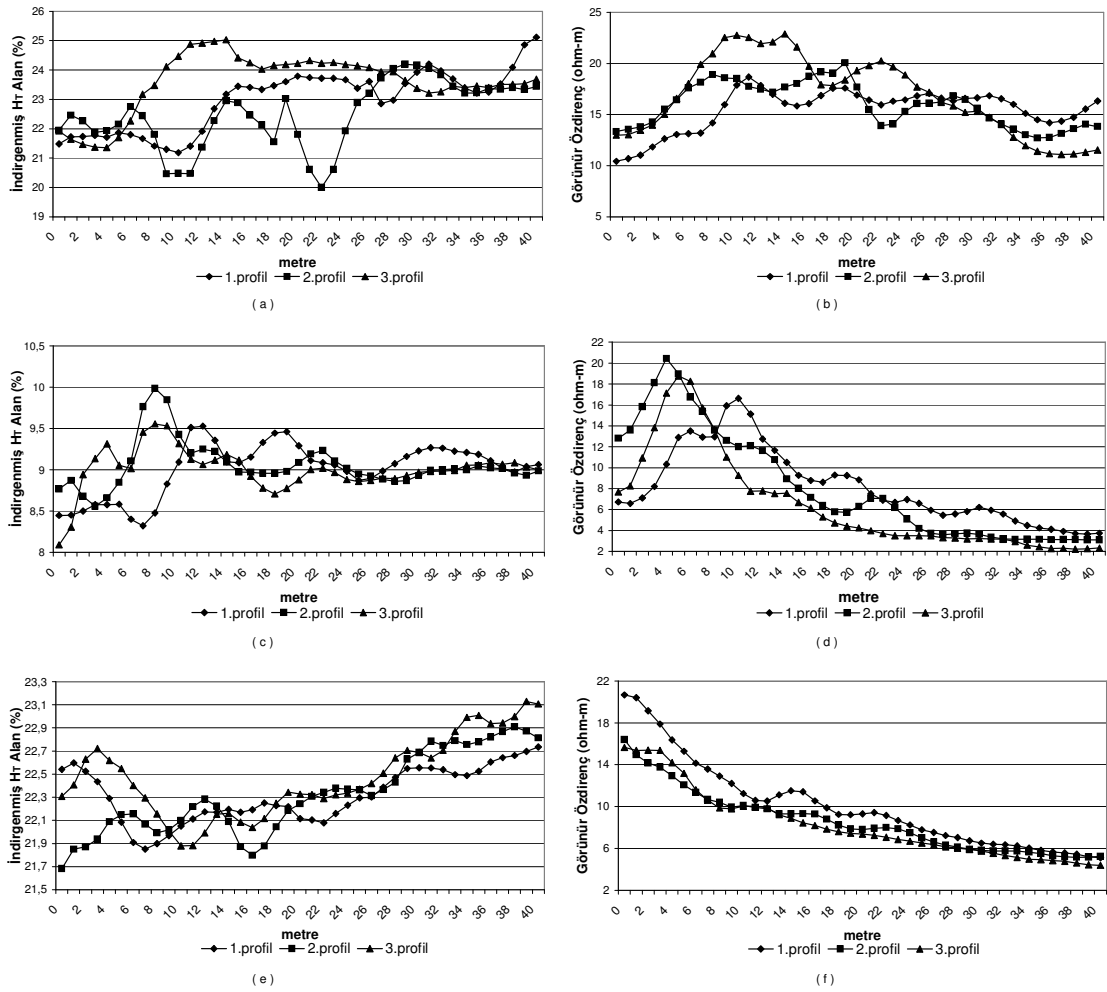 İndirgenmiş HT Alan (%)
26
25
24
23
22
21
20
19
0 2 4 6 8 10 12 14 16 18 20 22 24 26 28 30 32 34 36 38 40
metre
1.profil 2.profil 3.profil
( a )
Görünür Özdirenç (ohm-m)
25
20
15
10
5
0 2 4 6 8 10 12 14 16 18 20 22 24 26 28 30 32 34 36 38 40
metre
1.profil 2.profil 3.profil
( b )
İndirgenmiş HT Alan (%)
10,5
10
9,5
9
8,5
8
0 2 4 6 8 10 12 14 16 18 20 22 24 26 28 30 32 34 36 38 40
metre
1.profil 2.profil 3.profil
( c )
Görünür Özdirenç (ohm-m)
22
20
18
16
14
12
10
8
6
4
2
0 2 4 6 8 10 12 14 16 18 20 22 24 26 28 30 32 34 36 38 40
metre
1.profil 2.profil 3.profil
( d )
İndirgenmiş HT Alan (%)
23,3
23,1
22,9
22,7
22,5
22,3
22,1
21,9
21,7
21,5
0 2 4 6 8 10 12 14 16 18 20 22 24 26 28 30 32 34 36 38 40
metre
1.profil 2.profil 3.profil
( e )
Görünür Özdirenç (ohm-m)
22
18
14
10
6
2
0 2 4 6 8 10 12 14 16 18 20 22 24 26 28 30 32 34 36 38 40
metre
1.profil 2.profil 3.profil
( f )